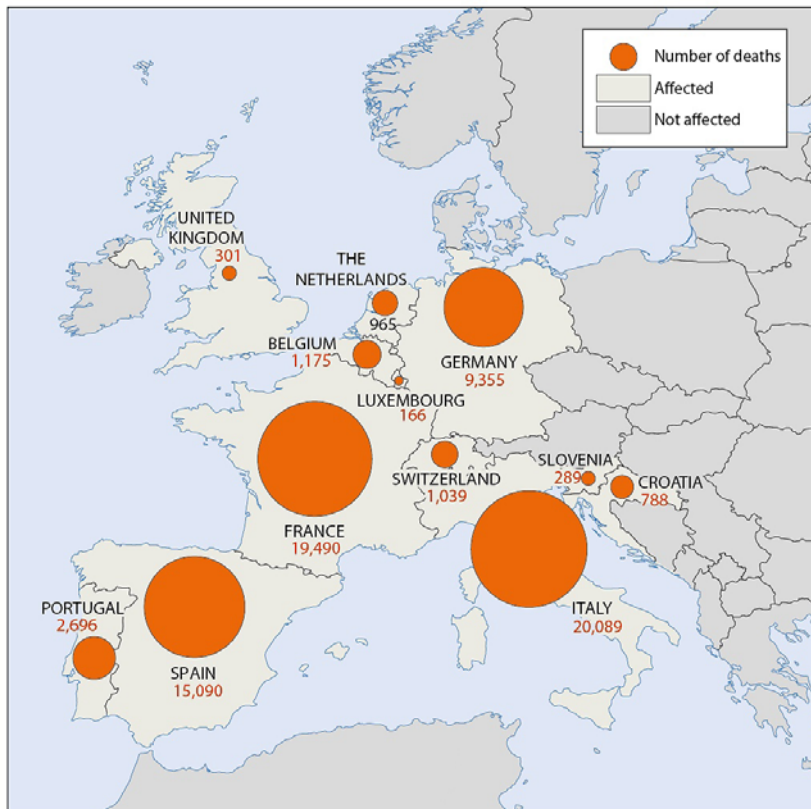 Number of deaths
Affected
Not affected
UNITED
KINGDOM
301
THE
NETHERLANDS
965
BELGIUM
1,175
GERMANY
9,355
LUXEMBOURG
166
SLOVENIA
289
SWITZERLAND
1,039
CROATIA
788
FRANCE
19,490
PORTUGAL
2,696
ITALY
20,089
SPAIN
15,090